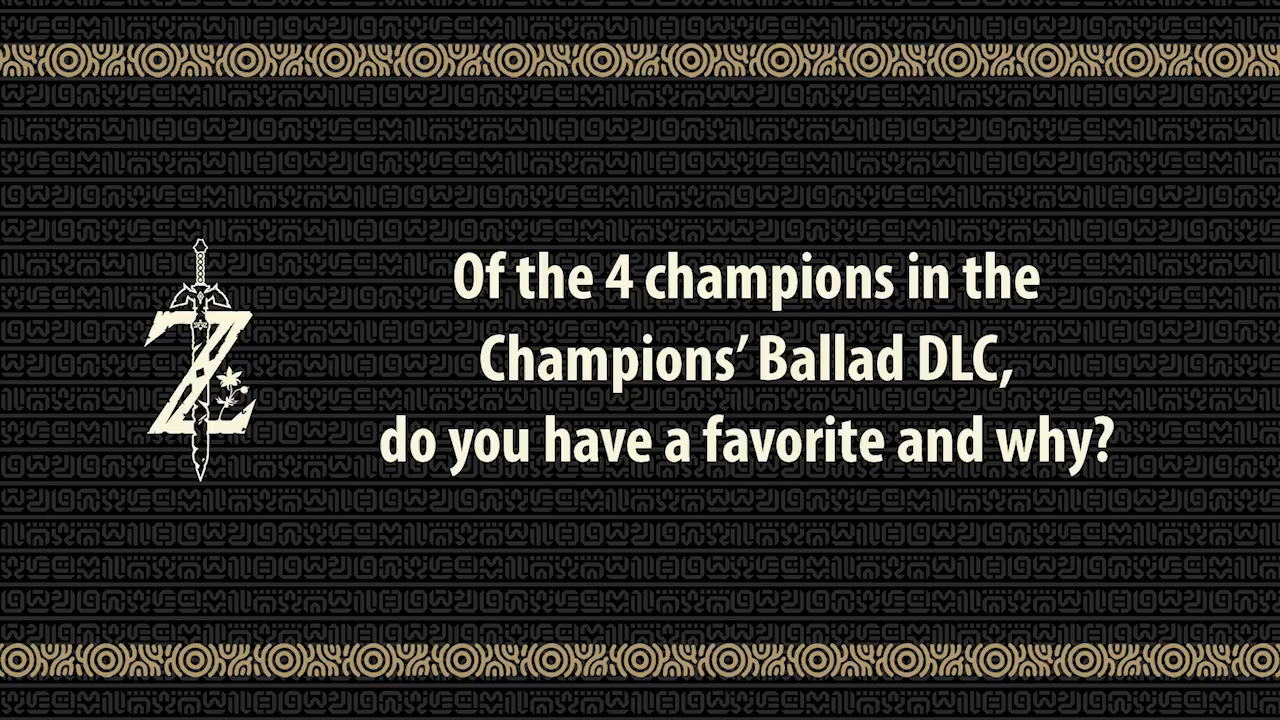 Of the 4 champions in the
Champions’ Ballad DLC,
do you have a favorite and why?
Z